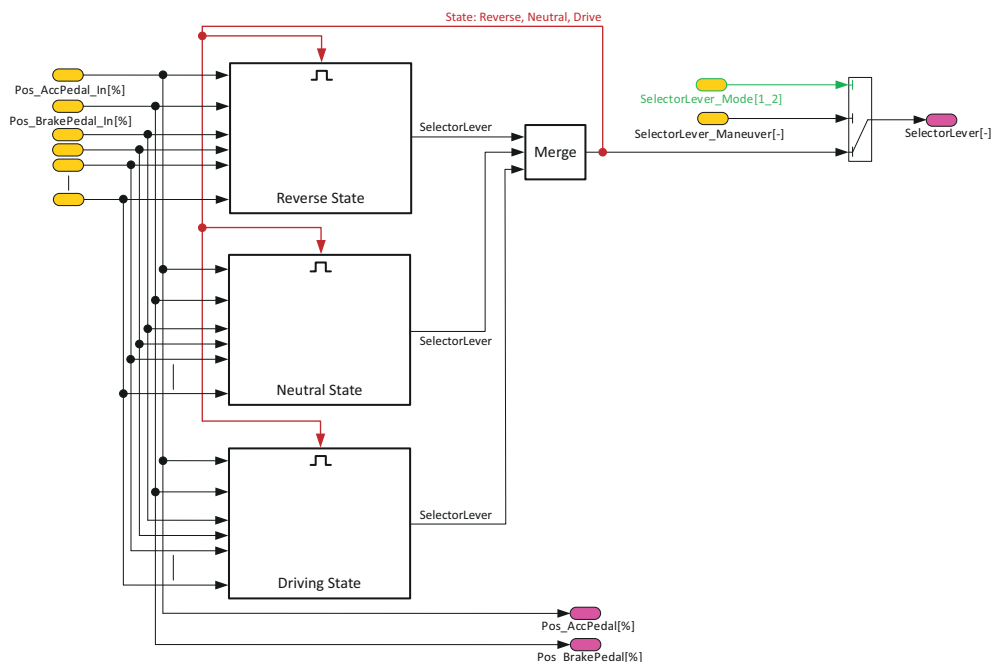 State: Reverse, Neutral, Drive
Pos_AccPedal_In[%]
Pos_BrakePedal_In[%]
SelectorLever
Reverse State
Merge
SelectorLever_Mode[1_2]
SelectorLever_Maneuver[-]
SelectorLever[-]
SelectorLever
Neutral State
SelectorLever
Driving State
Pos_AccPedal[%]
Pos_BrakePedal[%]